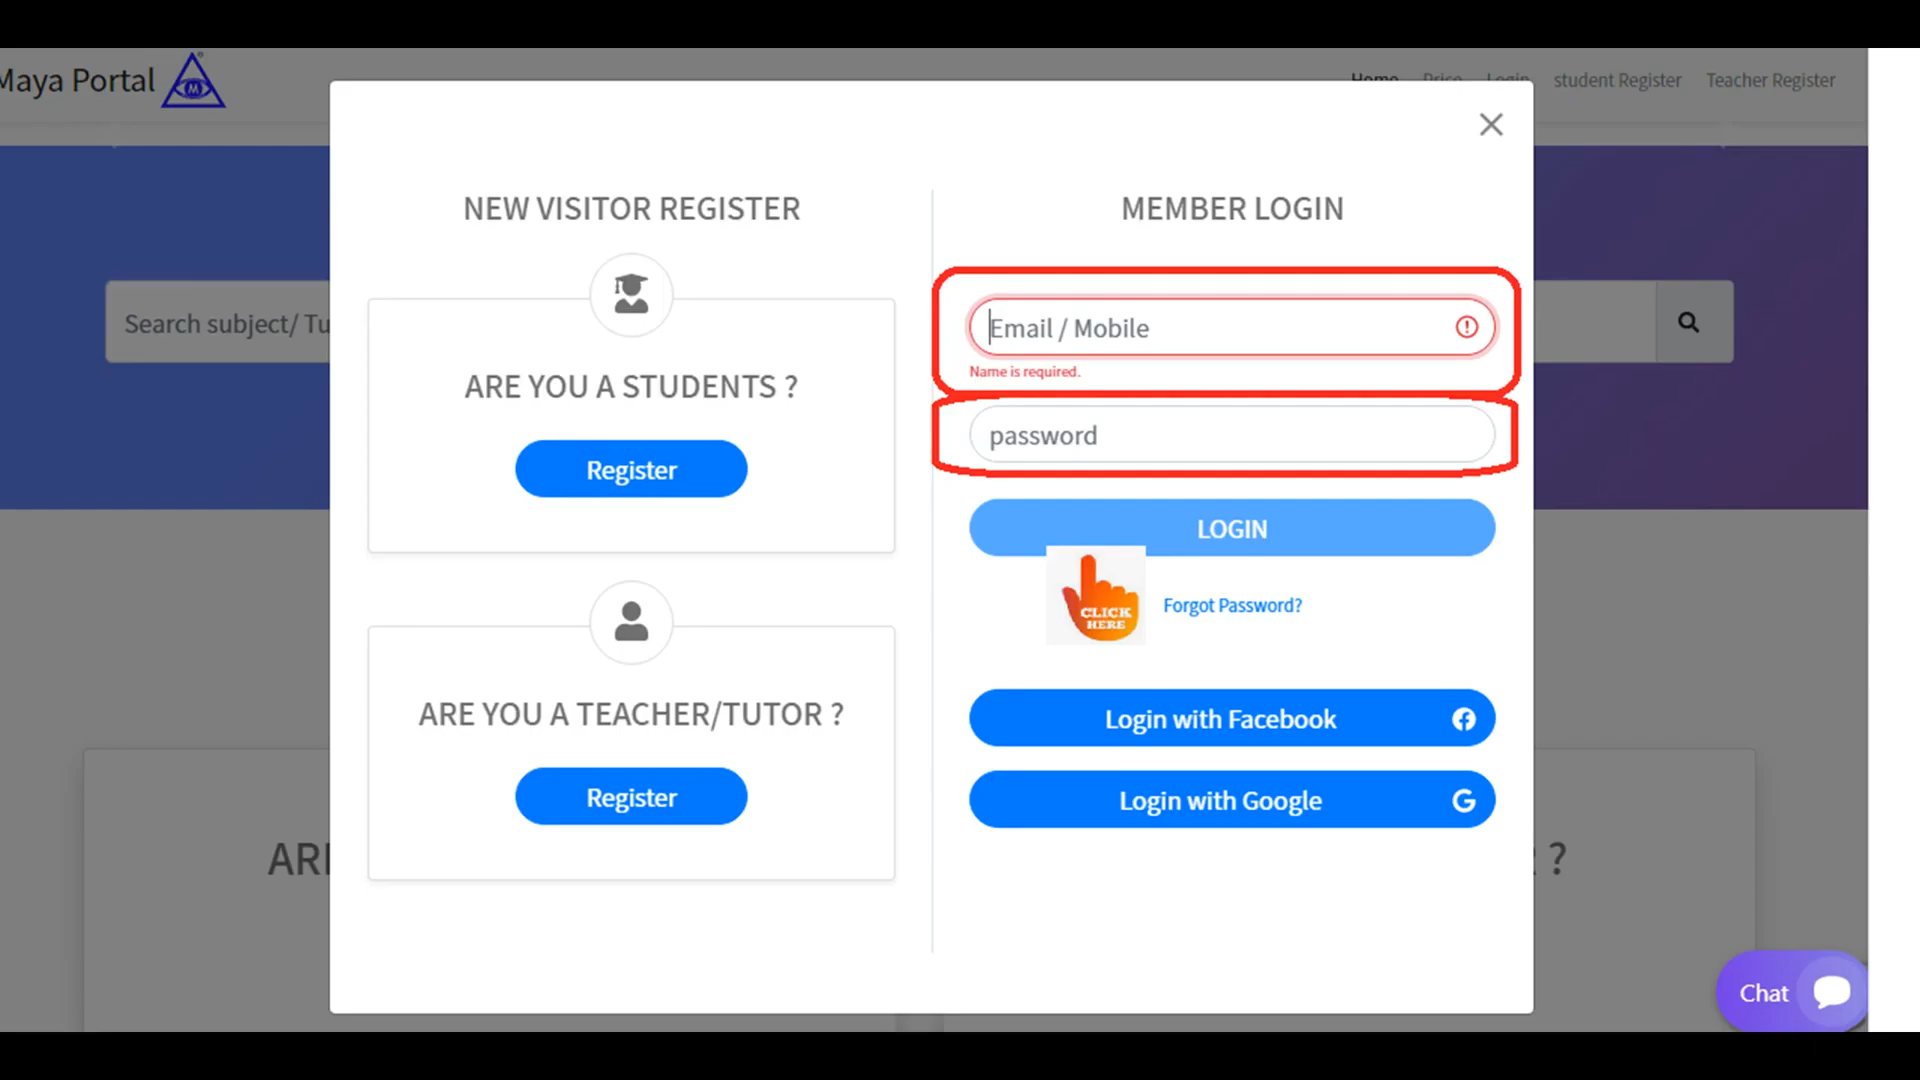 Maya Portal
M
Home Price Login student Register Teacher Register
NEW VISITOR REGISTER
MEMBER LOGIN
Search subject/ Tu
Email / Mobile
Name is required.
ARE YOU A STUDENTS ?
password
Register
LOGIN
CLICK
HERE
Forgot Password?
ARE YOU A TEACHER/TUTOR ?
Login with Facebook
Register
Login with Google
ARE
?
Chat